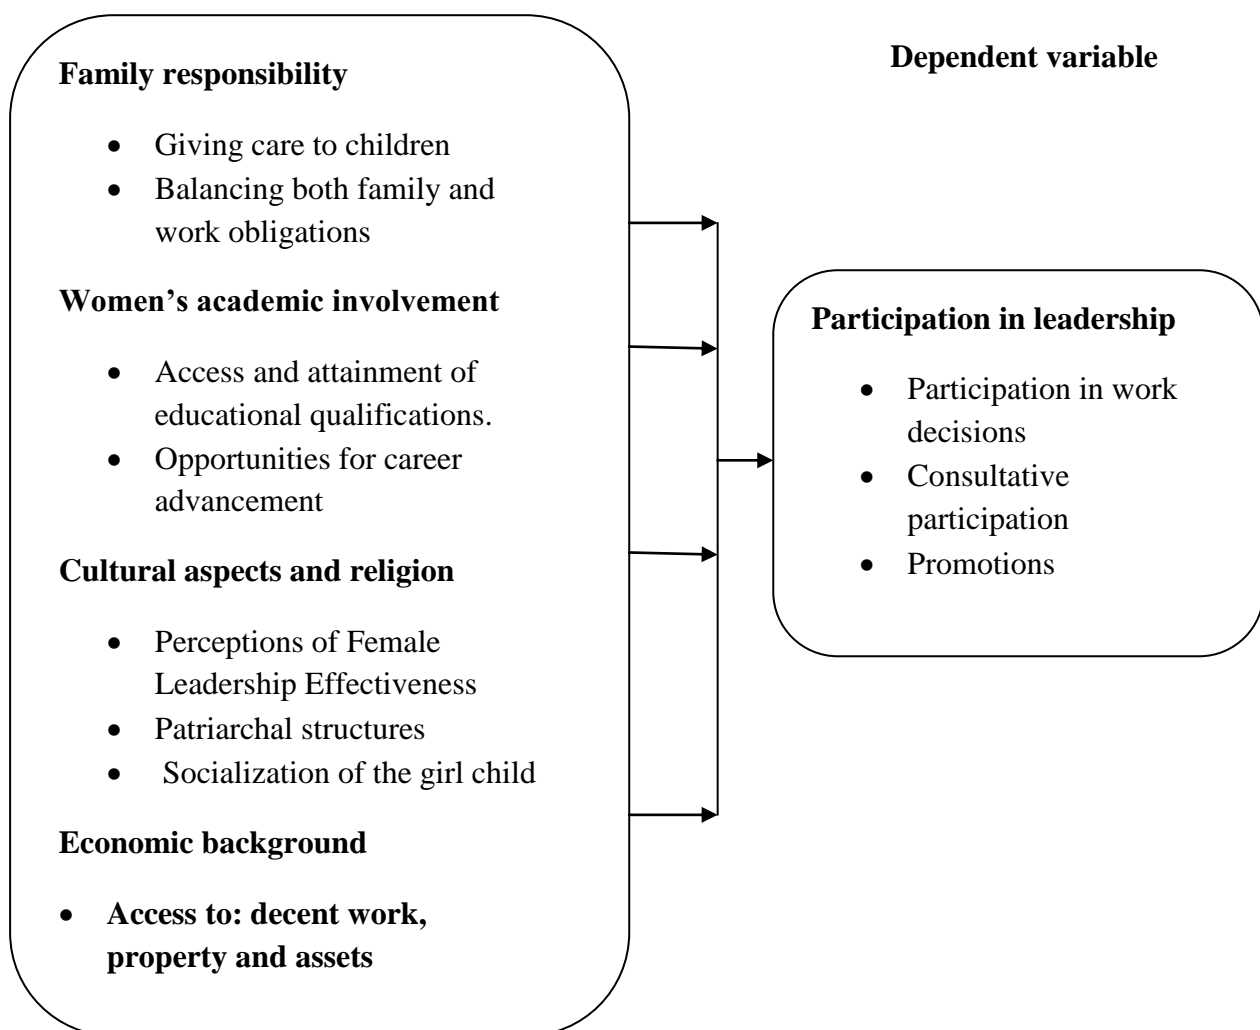 Family responsibility
• Giving care to children
• Balancing both family and
work obligations
Women’s academic involvement
• Access and attainment of
educational qualifications.
• Opportunities for career
advancement
Cultural aspects and religion
• Perceptions of Female
Leadership Effectiveness
• Patriarchal structures
• Socialization of the girl child
Economic background
• Access to: decent work,
property and assets
Dependent variable
Participation in leadership
• Participation in work
decisions
• Consultative
participation
• Promotions